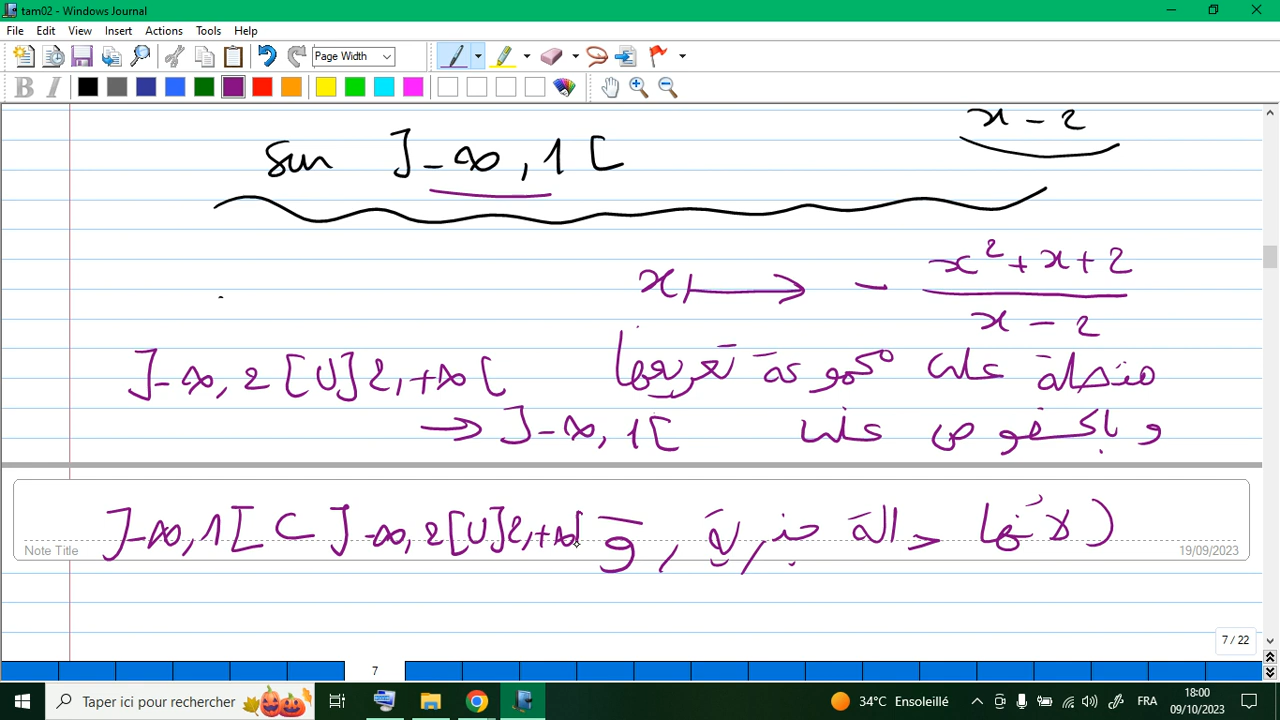 tam02 - Windows Journal
File Edit View Insert Actions Tools Help
Page Width
B I
x - 2
sur ]-∞, 1[
x ⟼ - (x² + x + 2)/(x - 2)
متصلة على مجموعة تعريفها ]-∞, 2[ U ]2, +∞[
و بالخصوص على ]-∞, 1[ ←
(لأنها دالة جذرية, و ]-∞, 1[ ⊂ ]-∞, 2[ U ]2, +∞[
Note Title 19/09/2023
7 / 22
7
Taper ici pour rechercher
34°C Ensoleillé
FRA
18:00
09/10/2023